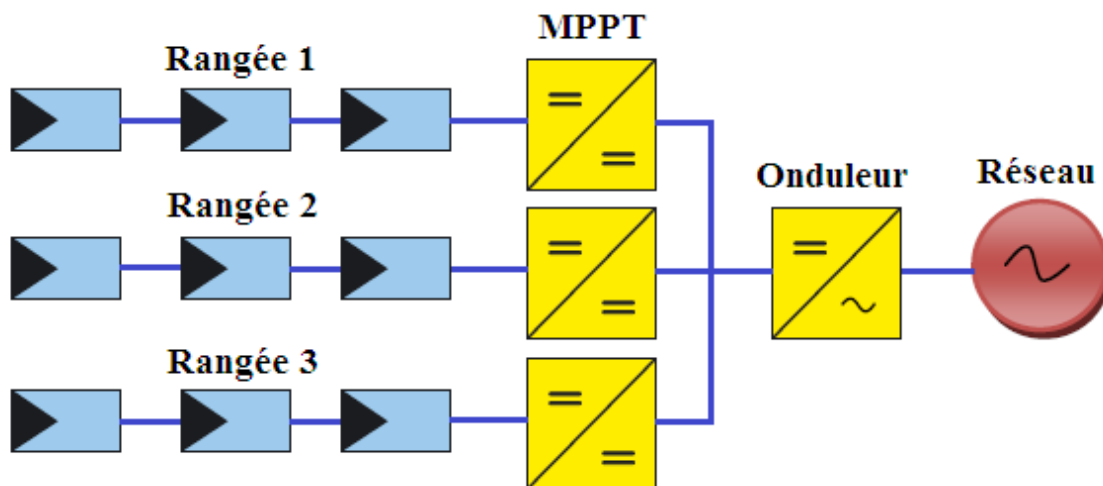 MPPT
Rangée 1
Onduleur
Réseau
Rangée 2
Rangée 3